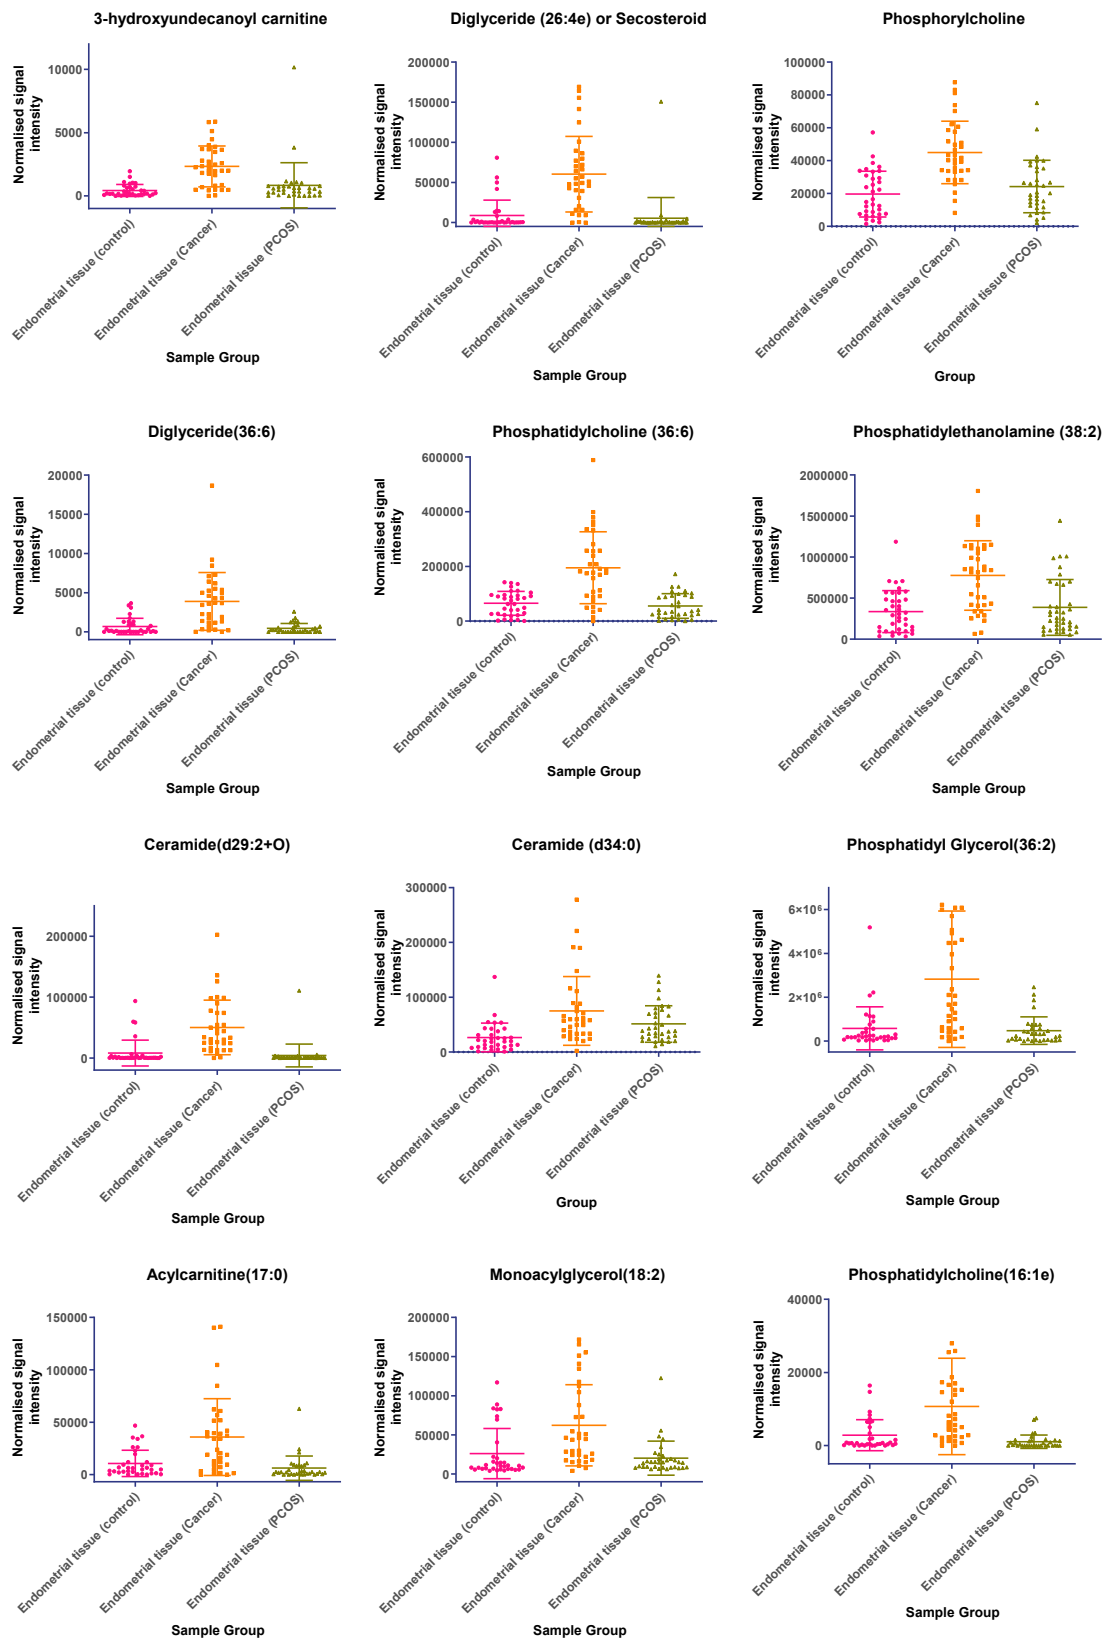 3-hydroxyundecanoyl carnitine
Normalised signal
intensity
10000
5000
0
Endometrial tissue (control)
Endometrial tissue (Cancer)
Endometrial tissue (PCOS)
Sample Group
Diglyceride (26:4e) or Secosteroid
Normalised signal
intensity
200000
150000
100000
50000
0
Endometrial tissue (control)
Endometrial tissue (Cancer)
Endometrial tissue (PCOS)
Sample Group
Phosphorylcholine
Normalised signal
intensity
100000
80000
60000
40000
20000
0
Endometrial tissue (control)
Endometrial tissue (Cancer)
Endometrial tissue (PCOS)
Group
Diglyceride(36:6)
Normalised signal
intensity
20000
15000
10000
5000
0
Endometrial tissue (control)
Endometrial tissue (Cancer)
Endometrial tissue (PCOS)
Sample Group
Phosphatidylcholine (36:6)
Normalised signal
intensity
600000
400000
200000
0
Endometrial tissue (control)
Endometrial tissue (Cancer)
Endometrial tissue (PCOS)
Sample Group
Phosphatidylethanolamine (38:2)
Normalised signal
intensity
2000000
1500000
1000000
500000
0
Endometrial tissue (control)
Endometrial tissue (Cancer)
Endometrial tissue (PCOS)
Sample Group
Ceramide(d29:2+O)
Normalised signal
intensity
200000
100000
0
Endometrial tissue (control)
Endometrial tissue (Cancer)
Endometrial tissue (PCOS)
Sample Group
Ceramide (d34:0)
Normalised signal
intensity
300000
200000
100000
0
Endometrial tissue (control)
Endometrial tissue (Cancer)
Endometrial tissue (PCOS)
Group
Phosphatidyl Glycerol(36:2)
Normalised signal
intensity
6×10⁶
4×10⁶
2×10⁶
0
Endometrial tissue (control)
Endometrial tissue (Cancer)
Endometrial tissue (PCOS)
Sample Group
Acylcarnitine(17:0)
Normalised signal
intensity
150000
100000
50000
0
Endometrial tissue (control)
Endometrial tissue (Cancer)
Endometrial tissue (PCOS)
Sample Group
Monoacylglycerol(18:2)
Normalised signal
intensity
200000
150000
100000
50000
0
Endometrial tissue (control)
Endometrial tissue (Cancer)
Endometrial tissue (PCOS)
Sample Group
Phosphatidylcholine(16:1e)
Normalised signal
intensity
40000
20000
0
Endometrial tissue (control)
Endometrial tissue (Cancer)
Endometrial tissue (PCOS)
Sample Group